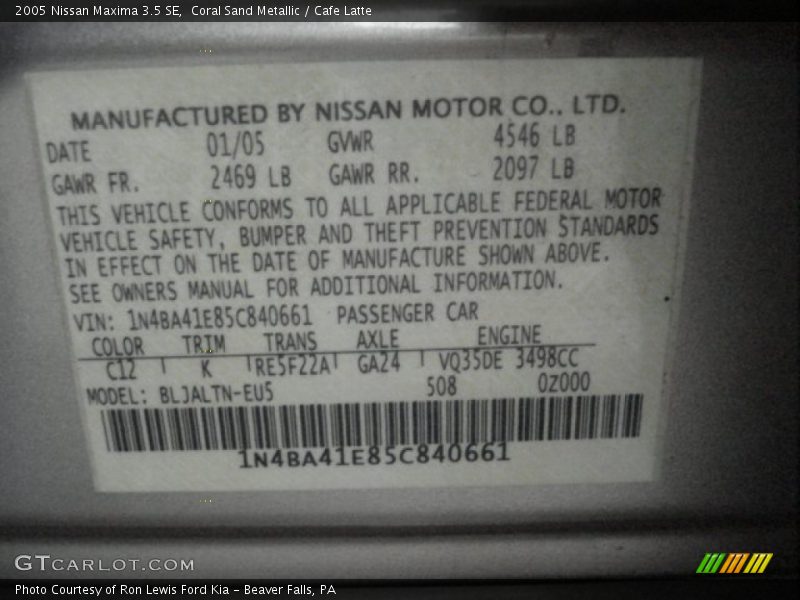 2005 Nissan Maxima 3.5 SE, Coral Sand Metallic / Cafe Latte
MANUFACTURED BY NISSAN MOTOR CO., LTD.
DATE 01/05 GVWR 4546 LB
GAWR FR. 2469 LB GAWR RR. 2097 LB
THIS VEHICLE CONFORMS TO ALL APPLICABLE FEDERAL MOTOR
VEHICLE SAFETY, BUMPER AND THEFT PREVENTION STANDARDS
IN EFFECT ON THE DATE OF MANUFACTURE SHOWN ABOVE.
SEE OWNERS MANUAL FOR ADDITIONAL INFORMATION.
VIN: 1N4BA41E85C840661 PASSENGER CAR
COLOR TRIM TRANS AXLE ENGINE
C12 K RE5F22A GA24 VQ35DE 3498CC
MODEL: BLJALTN-EU5 508 0Z000
1N4BA41E85C840661
GTCARLOT.COM
Photo Courtesy of Ron Lewis Ford Kia - Beaver Falls, PA